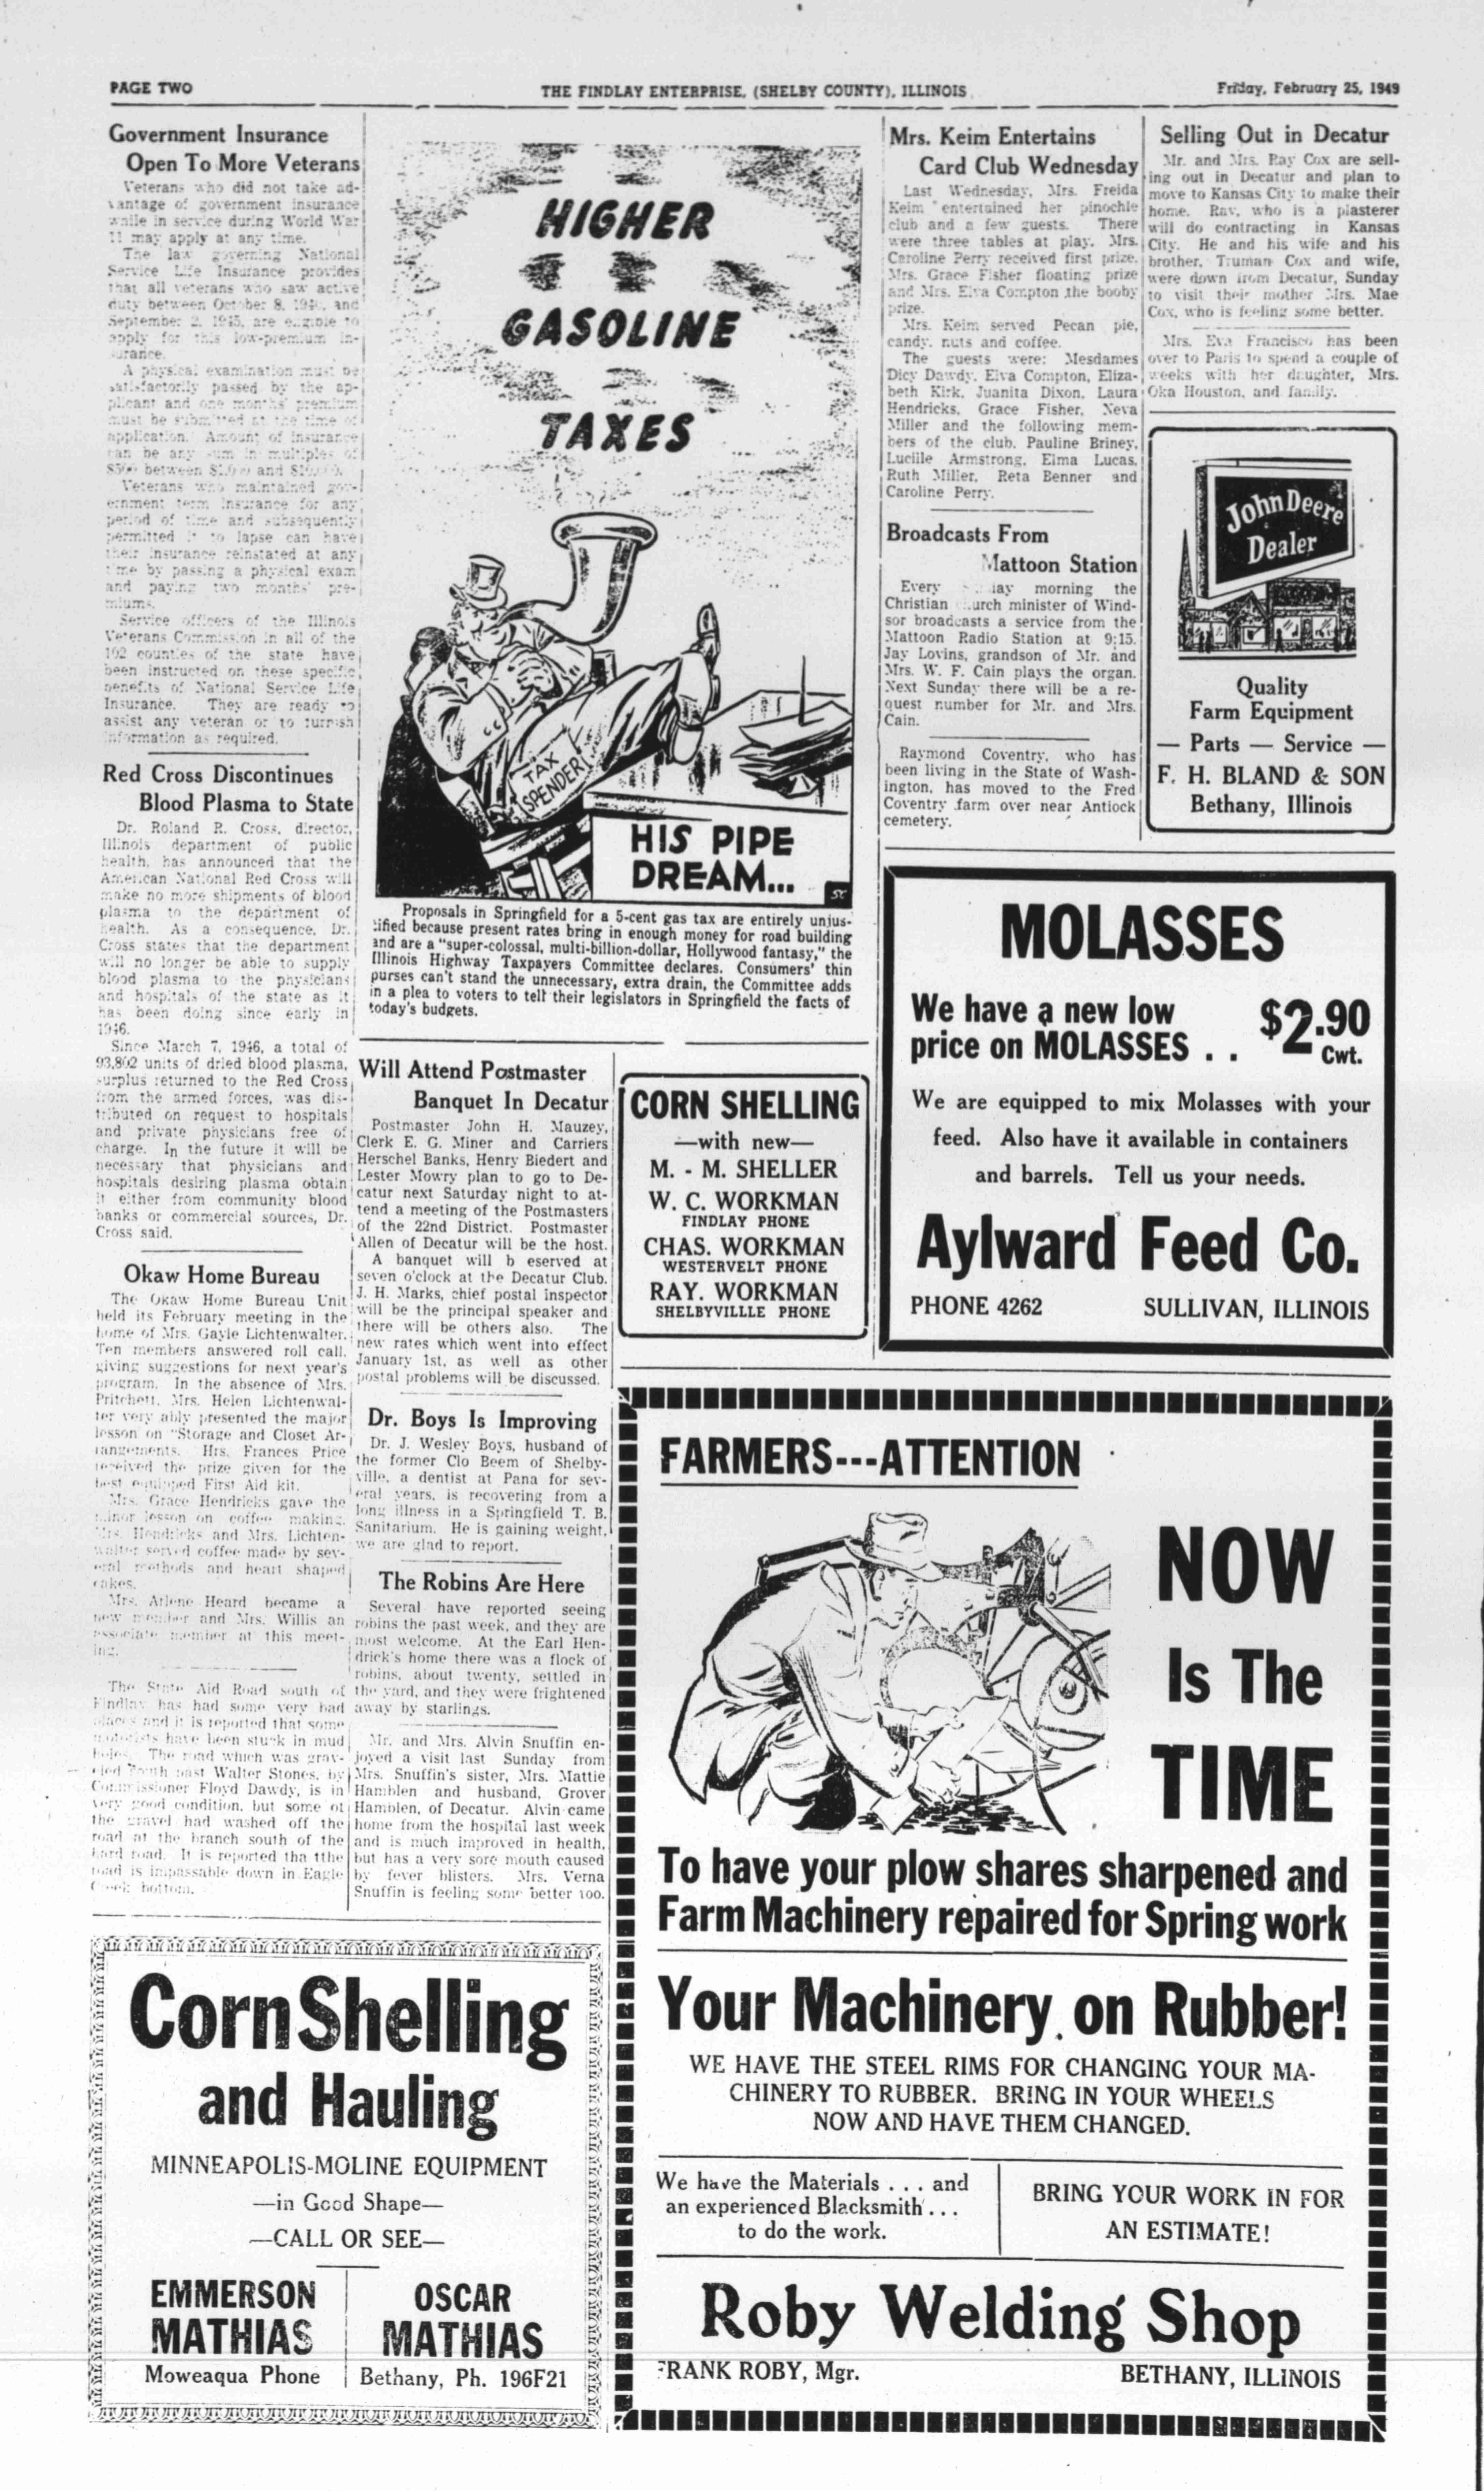 PAGE TWO
THE FINDLAY ENTERPRISE, (SHELBY COUNTY), ILLINOIS
Friday, February 25, 1949
Government Insurance
Open To More Veterans
Veterans who did not take ad-
vantage of government insurance
while in service during World War
11 may apply at any time.
The law governing National
Service Life Insurance provides
that all veterans who saw active
duty between October 8, and
September 2, 1945, are eligible to
apply for this low-premium in-
surance.
A physical examination must be
satisfactorily passed by the ap-
plicant and one months' premium
must be submitted at the time of
application. Amount of insurance
can be any sum in multiples of
$500 between and
Veterans who maintained gov-
ernment term insurance for any
period of time and subsequently
permitted it to lapse can have
their insurance reinstated at any
time by passing a physical exam
and paying two months' pre-
miums.
Service officers of the Illinois
Veterans Commission in all of the
102 counties of the state have
been instructed on these specific
benefits of National Service Life
Insurance. They are ready to
assist any veteran or to furnish
information as required.
Red Cross Discontinues
Blood Plasma to State
Dr. Roland R. Cross, director,
Illinois department of public
health, has announced that the
American National Red Cross will
make no more shipments of blood
plasma to the department of
health. As a consequence, Dr.
Cross states that the department
will no longer be able to supply
blood plasma to the physicians
and hospitals of the state as it
has been doing since early in
1946.
Since March 7, 1946, a total of
93,802 units of dried blood plasma,
surplus returned to the Red Cross
from the armed forces, was dis-
tributed on request to hospitals
and private physicians free of
charge. In the future it will be
necessary that physicians and
hospitals desiring plasma obtain
it either from community blood
banks or commercial sources, Dr.
Cross said.
Okaw Home Bureau
The Okaw Home Bureau Unit
held its February meeting in the
home of Mrs. Gayle Lichtenwalter.
Ten members answered roll call,
giving suggestions for next year's
program. In the absence of Mrs.
Pritchett, Mrs. Helen Lichtenwal-
ter very ably presented the major
lesson on "Storage and Closet Ar-
rangements. Hrs. Frances Price
received the prize given for the
best equipped First Aid kit.
Mrs. Grace Hendricks gave the
minor lesson on coffee making.
Mrs. Hendricks and Mrs. Lichten-
walter served coffee made by sev-
eral methods and heart shaped
cakes.
Mrs. Arlene Heard became a
new member and Mrs. Willis an
associate member at this meet-
ing.
The State Aid Road south of
Findlay has had some very bad
places and it is reported that some
motorists have been stuck in mud
holes. The road which was grav-
eled south past Walter Stones, by
Commissioner Floyd Dawdy, is in
very good condition, but some of
the gravel had washed off the
road at the branch south of the
hard road. It is reported tha tthe
road is impassable down in Eagle
Creek bottom.
HIGHER
GASOLINE
TAXES
TAX
SPENDER
HIS PIPE
DREAM...
SC
Proposals in Springfield for a 5-cent gas tax are entirely unjus-
tified because present rates bring in enough money for road building
and are a "super-colossal, multi-billion-dollar, Hollywood fantasy," the
Illinois Highway Taxpayers Committee declares. Consumers' thin
purses can't stand the unnecessary, extra drain, the Committee adds
in a plea to voters to tell their legislators in Springfield the facts of
today's budgets.
Will Attend Postmaster
Banquet In Decatur
Postmaster John H. Mauzey,
Clerk E. G. Miner and Carriers
Herschel Banks, Henry Biedert and
Lester Mowry plan to go to De-
catur next Saturday night to at-
tend a meeting of the Postmasters
of the 22nd District. Postmaster
Allen of Decatur will be the host.
A banquet will b eserved at
seven o'clock at the Decatur Club.
J. H. Marks, chief postal inspector
will be the principal speaker and
there will be others also. The
new rates which went into effect
January 1st, as well as other
postal problems will be discussed.
Dr. Boys Is Improving
Dr. J. Wesley Boys, husband of
the former Clo Beem of Shelby-
ville, a dentist at Pana for sev-
eral years, is recovering from a
long illness in a Springfield T. B.
Sanitarium. He is gaining weight,
we are glad to report.
The Robins Are Here
Several have reported seeing
robins the past week, and they are
most welcome. At the Earl Hen-
drick's home there was a flock of
robins, about twenty, settled in
the yard, and they were frightened
away by starlings.
Mr. and Mrs. Alvin Snuffin en-
joyed a visit last Sunday from
Mrs. Snuffin's sister, Mrs. Mattie
Hamblen and husband, Grover
Hamblen, of Decatur. Alvin came
home from the hospital last week
and is much improved in health,
but has a very sore mouth caused
by fever blisters. Mrs. Verna
Snuffin is feeling some better too.
CORN SHELLING
—with new—
M. - M. SHELLER
W. C. WORKMAN
FINDLAY PHONE
CHAS. WORKMAN
WESTERVELT PHONE
RAY. WORKMAN
SHELBYVILLLE PHONE
Mrs. Keim Entertains
Card Club Wednesday
Last Wednesday, Mrs. Freida
Keim entertained her pinochle
club and a few guests. There
were three tables at play. Mrs.
Caroline Perry received first prize,
Mrs. Grace Fisher floating prize
and Mrs. Elva Compton ,the booby
prize.
Mrs. Keim served Pecan pie,
candy, nuts and coffee.
The guests were: Mesdames
Dicy Dawdy, Elva Compton, Eliza-
beth Kirk, Juanita Dixon, Laura
Hendricks, Grace Fisher, Neva
Miller and the following mem-
bers of the club, Pauline Briney,
Lucille Armstrong, Elma Lucas,
Ruth Miller, Reta Benner and
Caroline Perry.
Broadcasts From
Mattoon Station
Every morning the
Christian minister of Wind-
sor broadcasts a service from the
Mattoon Radio Station at 9:15.
Jay Lovins, grandson of Mr. and
Mrs. W. F. Cain plays the organ.
Next Sunday there will be a re-
quest number for Mr. and Mrs.
Cain.
Raymond Coventry, who has
been living in the State of Wash-
ington, has moved to the Fred
Coventry farm over near Antiock
cemetery.
Selling Out in Decatur
Mr. and Mrs. Ray Cox are sell-
ing out in Decatur and plan to
move to Kansas City to make their
home. Ray, who is a plasterer
will do contracting in Kansas
City. He and his wife and his
brother, Truman Cox and wife,
were down from Decatur, Sunday
to visit their mother Mrs. Mae
Cox, who is feeling some better.
Mrs. Eva Francisco has been
over to Paris to spend a couple of
weeks with her daughter, Mrs.
Oka Houston, and family.
John Deere
Dealer
Quality
Farm Equipment
— Parts — Service —
F. H. BLAND & SON
Bethany, Illinois
MOLASSES
We have a new low
price on MOLASSES . .
$2.90
Cwt.
We are equipped to mix Molasses with your
feed. Also have it available in containers
and barrels. Tell us your needs.
Aylward Feed Co.
PHONE 4262
SULLIVAN, ILLINOIS
Corn Shelling
and Hauling
MINNEAPOLIS-MOLINE EQUIPMENT
—in Good Shape—
—CALL OR SEE—
EMMERSON
MATHIAS
Moweaqua Phone
OSCAR
MATHIAS
Bethany, Ph. 196F21
FARMERS---ATTENTION
NOW
Is The
TIME
To have your plow shares sharpened and
Farm Machinery repaired for Spring work
Your Machinery on Rubber!
WE HAVE THE STEEL RIMS FOR CHANGING YOUR MA-
CHINERY TO RUBBER. BRING IN YOUR WHEELS
NOW AND HAVE THEM CHANGED.
We have the Materials . . . and
an experienced Blacksmith . . .
to do the work.
BRING YOUR WORK IN FOR
AN ESTIMATE!
Roby Welding Shop
FRANK ROBY, Mgr.
BETHANY, ILLINOIS